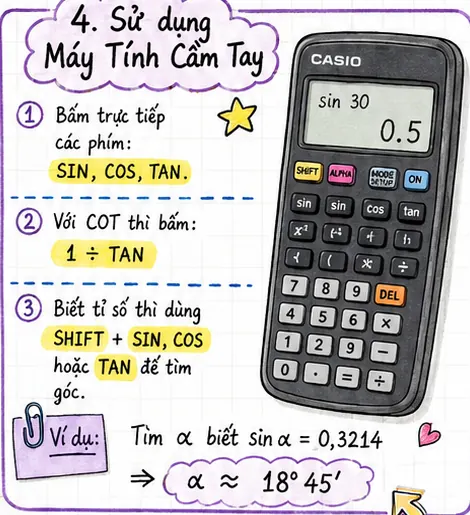 4. Sử dụng
Máy Tính Cầm Tay
1 Bấm trực tiếp
các phím:
SIN, COS, TAN.
2 Với COT thì bấm:
1 ÷ TAN
3 Biết tỉ số thì dùng
SHIFT + SIN, COS
hoặc TAN để tìm
góc.
Ví dụ: Tìm α biết sin α = 0,3214
⇒ α ≈ 18° 45'
CASIO
sin 30
0.5
SHIFT ALPHA MODE SETUP ON
sin sin cos tan
( ÷
7 8 9 DEL
4 5 6 ×
1 2 9 −
0 · = ÷